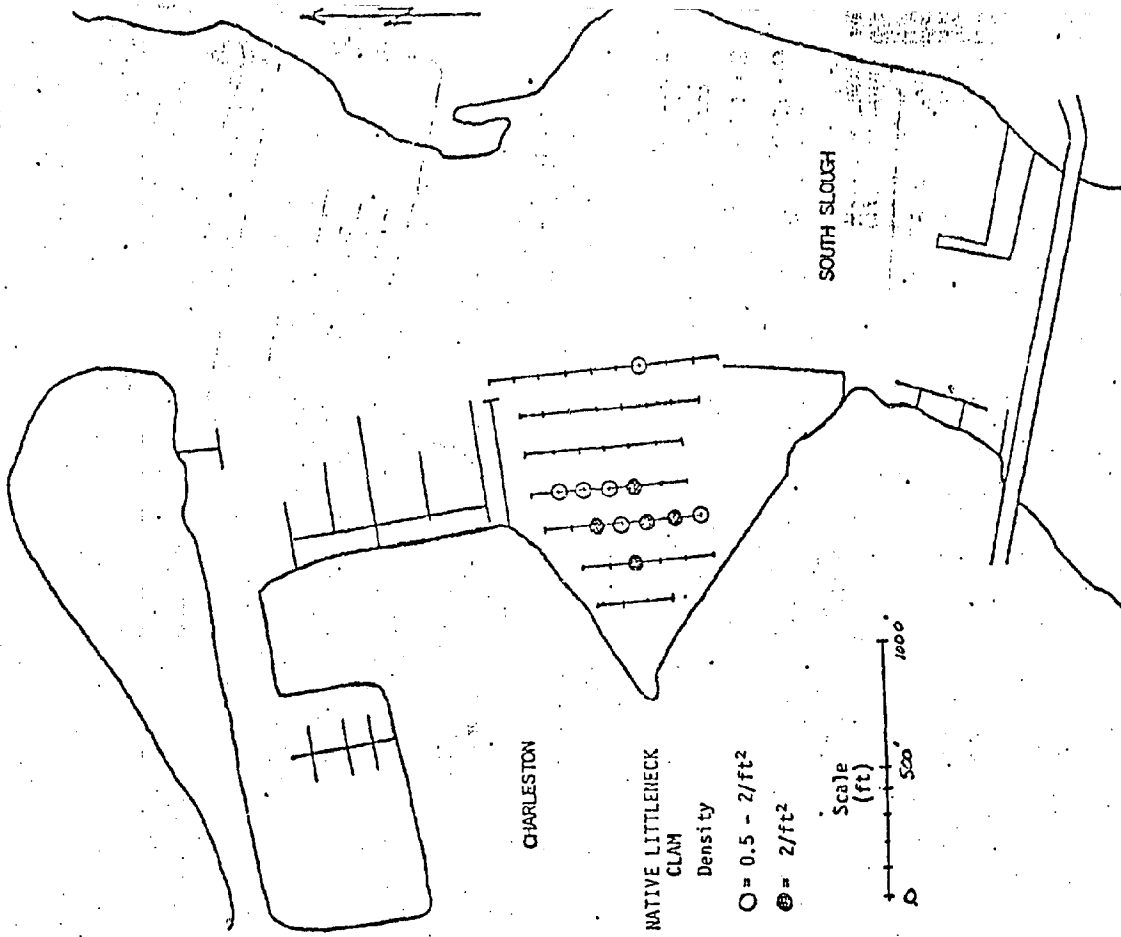 SOUTH SLOUGH
CHARLESTON
NATIVE LITTLENECK
CLAM
Density
O = 0.5 - 2/ft²
= 2/ft²
Scale
(ft)
0 500' 1000'
N